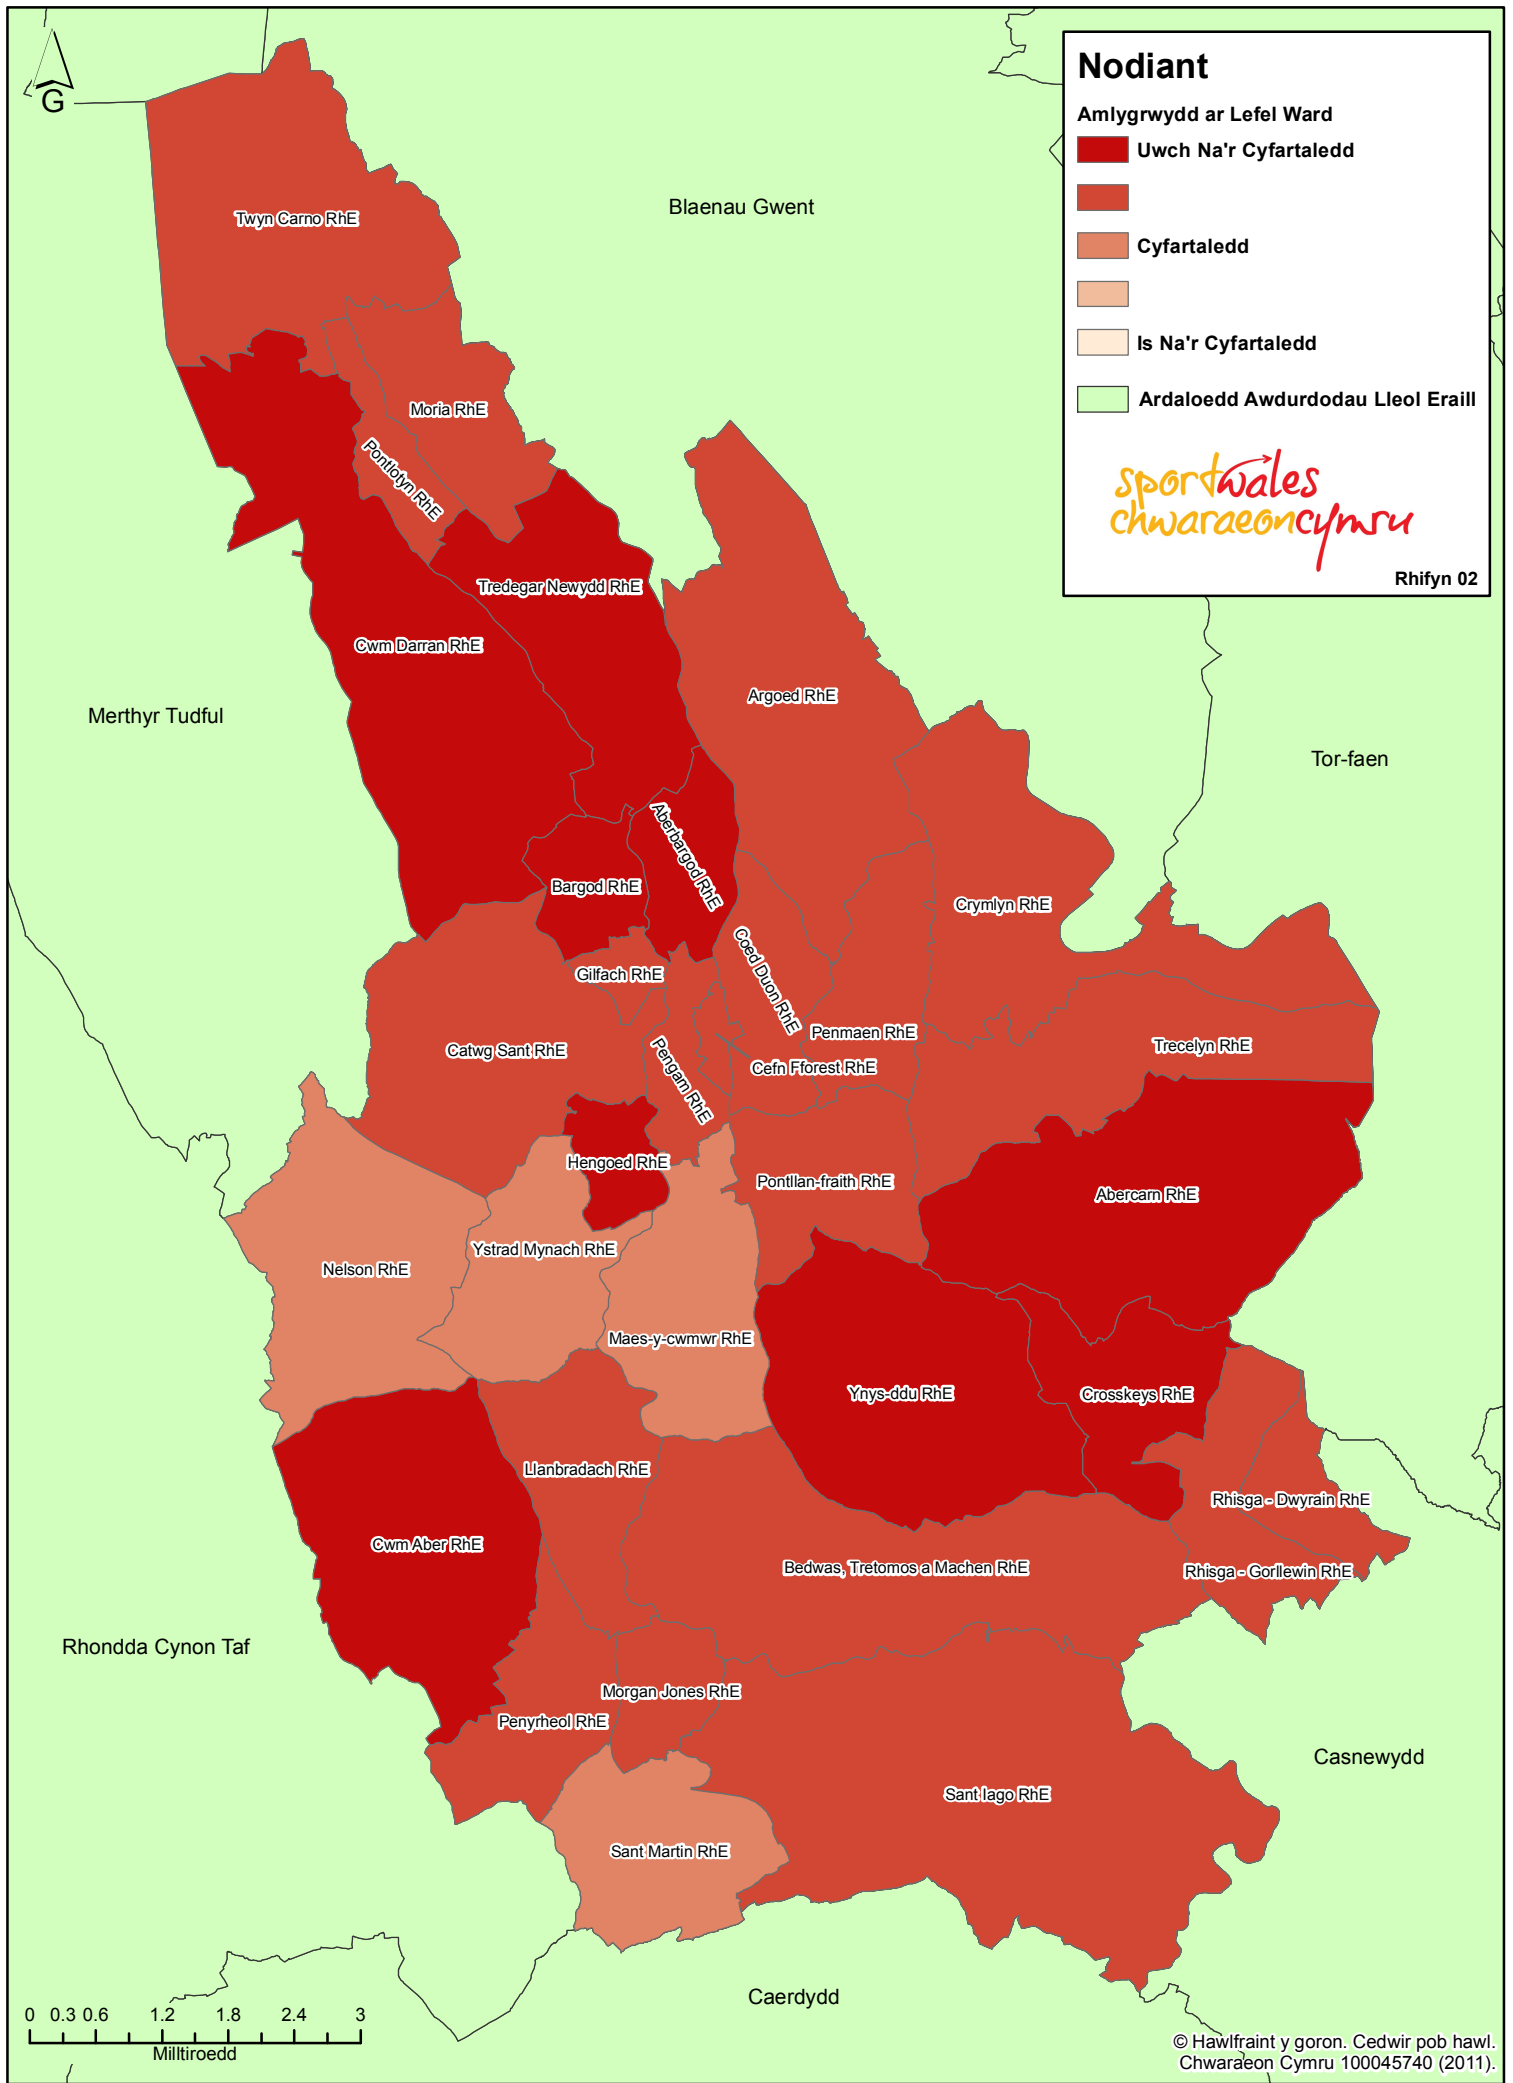 G
Nodiant
Amlygrwydd ar Lefel Ward
Uwch Na'r Cyfartaledd
Cyfartaledd
Is Na'r Cyfartaledd
Ardaloedd Awdurdodau Lleol Eraill
sportwales
chwaraeoncymru
Rhifyn 02
Blaenau Gwent
Twyn Carno RhE
Moria RhE
Pontlotyn RhE
Tredegar Newydd RhE
Cwm Darran RhE
Argoed RhE
Merthyr Tudful
Tor-faen
Aberbargod RhE
Bargod RhE
Crymlyn RhE
Coed Duon RhE
Gilfach RhE
Penmaen RhE
Trecelyn RhE
Catwg Sant RhE
Pengam RhE
Cefn Fforest RhE
Hengoed RhE
Pontllan-fraith RhE
Abercarn RhE
Ystrad Mynach RhE
Nelson RhE
Maes-y-cwmwr RhE
Ynys-ddu RhE
Crosskeys RhE
Llanbradach RhE
Rhisga - Dwyrain RhE
Cwm Aber RhE
Bedwas, Tretomos a Machen RhE
Rhisga - Gorllewin RhE
Rhondda Cynon Taf
Morgan Jones RhE
Penyrheol RhE
Casnewydd
Sant Iago RhE
Sant Martin RhE
Caerdydd
0 0.3 0.6 1.2 1.8 2.4 3
Milltiroedd
© Hawlfraint y goron. Cedwir pob hawl.
Chwaraeon Cymru 100045740 (2011).